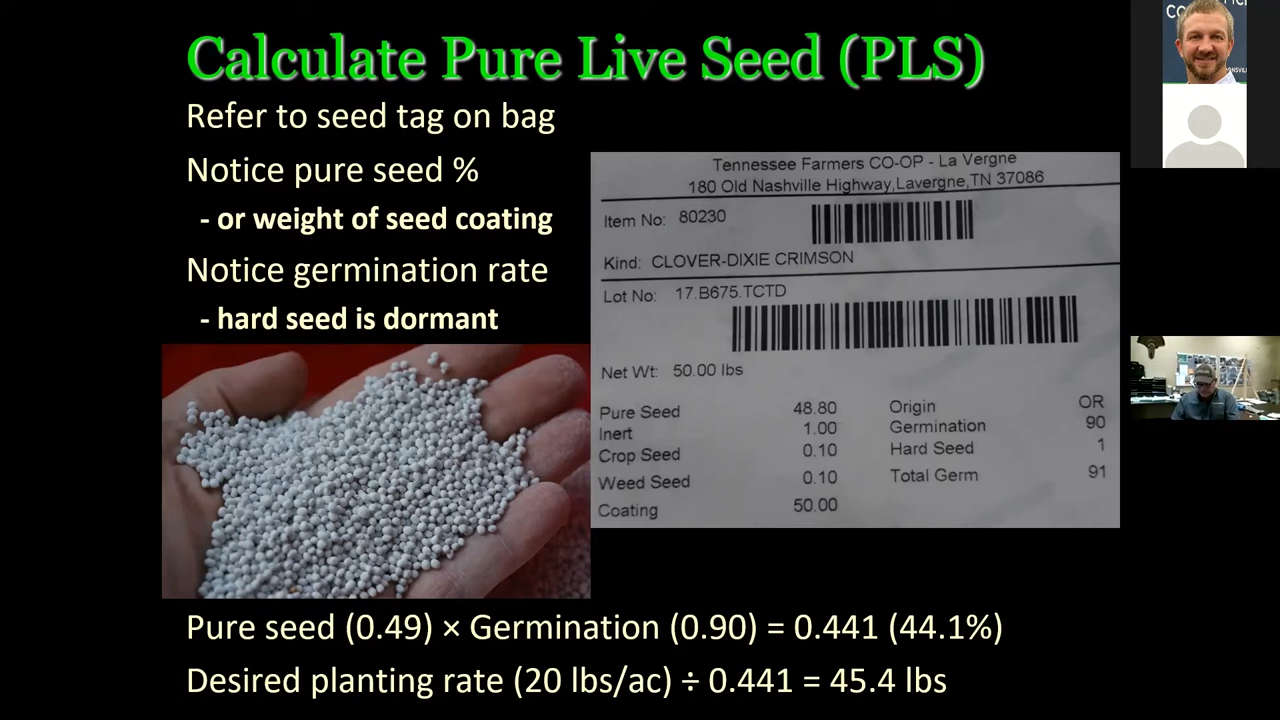 Calculate Pure Live Seed (PLS)
Refer to seed tag on bag
Notice pure seed %
- or weight of seed coating
Notice germination rate
- hard seed is dormant
Tennessee Farmers CO-OP - La Vergne
180 Old Nashville Highway,Lavergne,TN 37086
Item No: 80230
Kind: CLOVER-DIXIE CRIMSON
Lot No: 17.B675.TCTD
Net Wt: 50.00 lbs
Pure Seed 48.80 Origin OR
Inert 1.00 Germination 90
Crop Seed 0.10 Hard Seed 1
Weed Seed 0.10 Total Germ 91
Coating 50.00
Pure seed (0.49) × Germination (0.90) = 0.441 (44.1%)
Desired planting rate (20 lbs/ac) ÷ 0.441 = 45.4 lbs